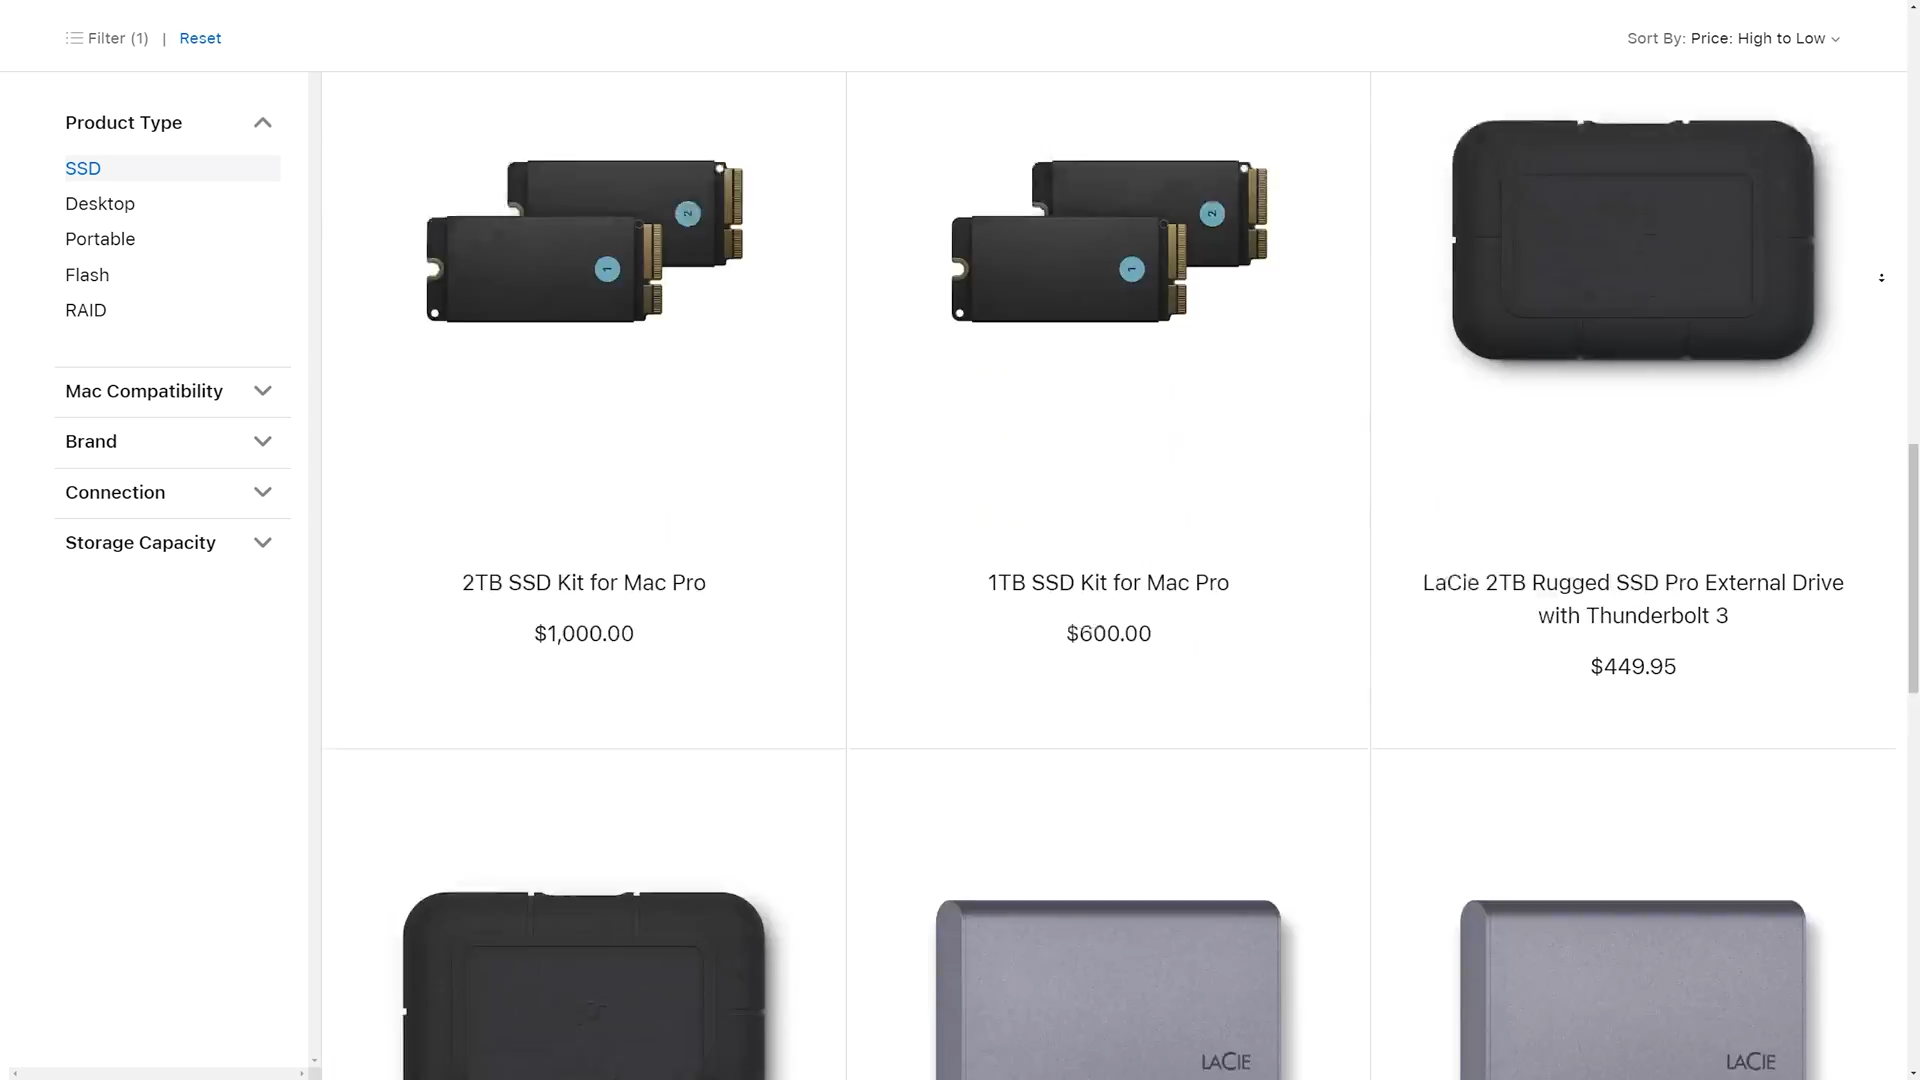 Filter (1) | Reset
Sort By: Price: High to Low
Product Type
SSD
Desktop
Portable
Flash
RAID
Mac Compatibility
Brand
Connection
Storage Capacity
2
1
2
1
2TB SSD Kit for Mac Pro
$1,000.00
1TB SSD Kit for Mac Pro
$600.00
LaCie 2TB Rugged SSD Pro External Drive
with Thunderbolt 3
$449.95
LACIE
LACIE